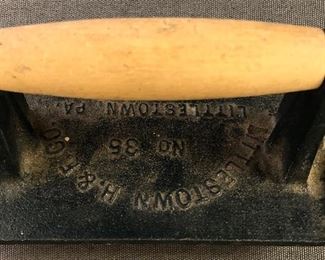 LITTLESTOWN H. & F. CO.
No 35
LITTLESTOWN, PA.